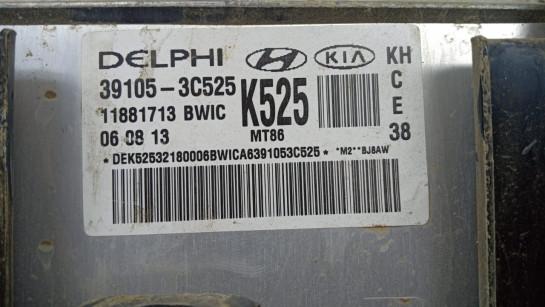 DELPHI KIA KH
39105-3C525 K525 C
11881713 BWIC E
06 08 13 MT86 38
*DEK52532180006BWICA6391053C525* *M2**BJ8AW